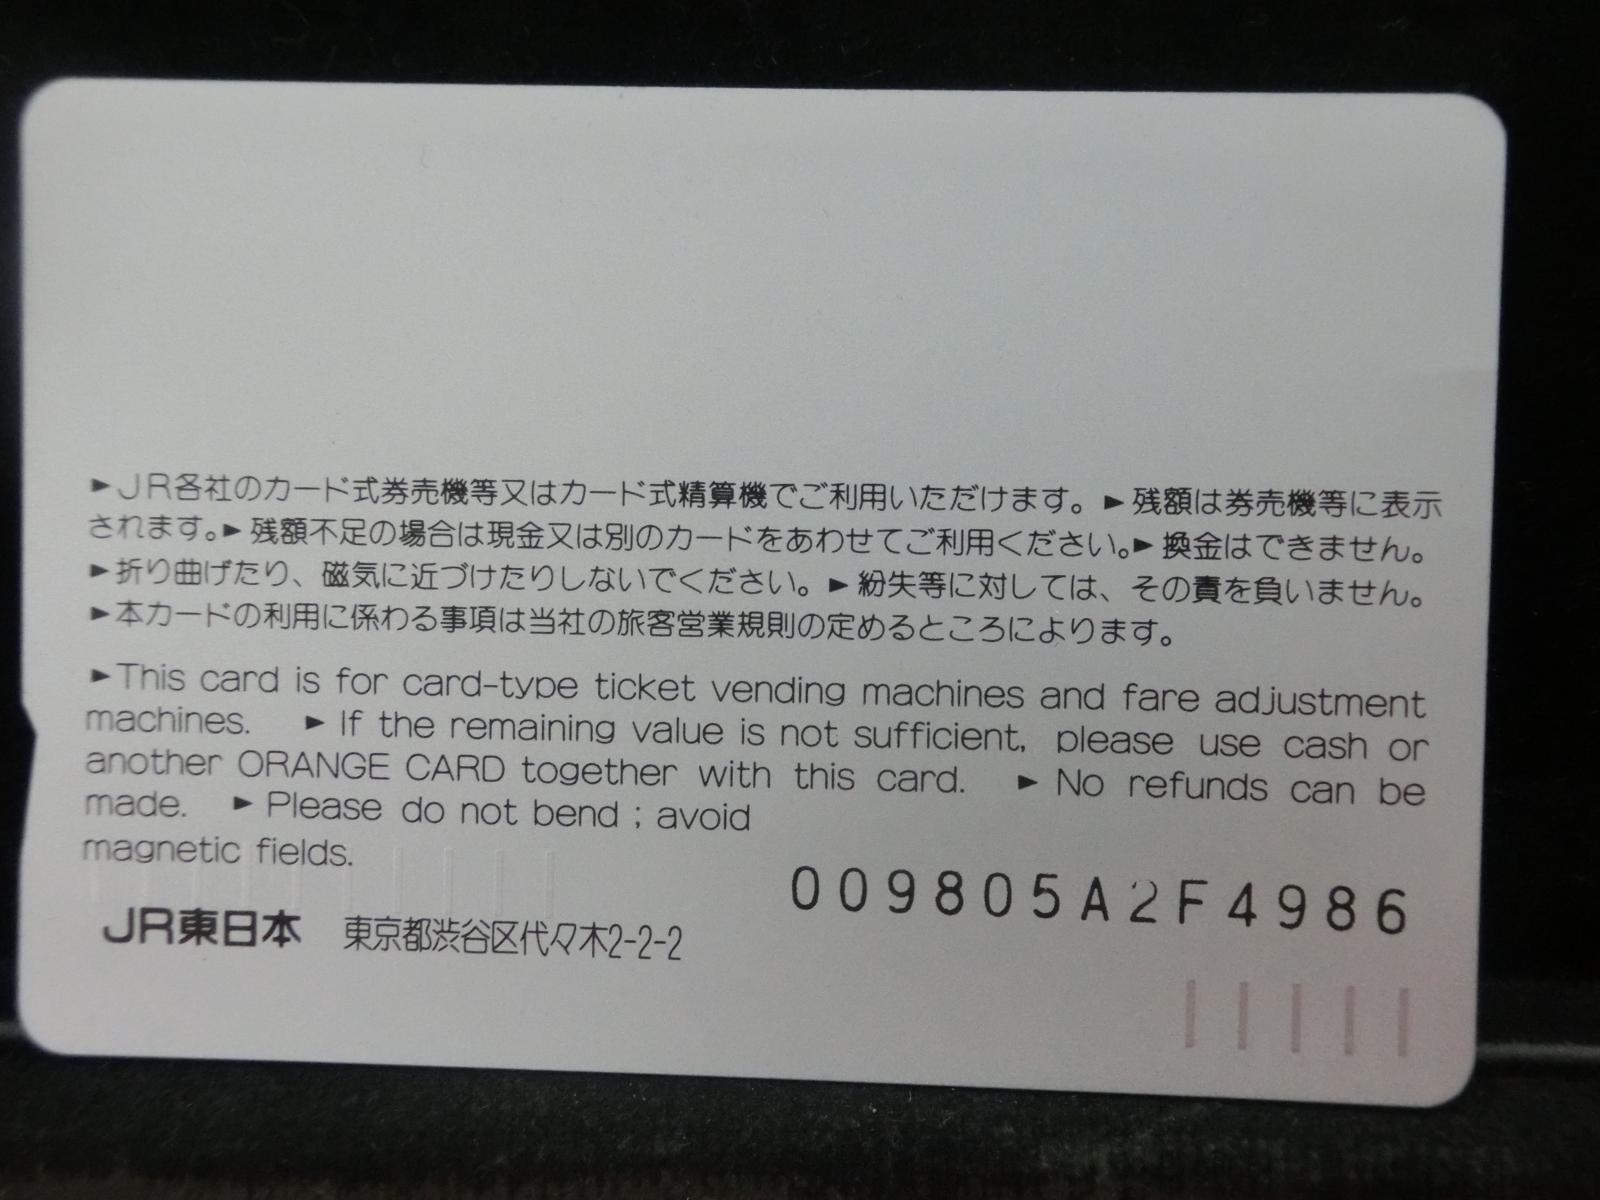 ►JR各社のカード式券売機等又はカード式精算機でご利用いただけます。►残額は券売機等に表示
されます。►残額不足の場合は現金又は別のカードをあわせてご利用ください。►換金はできません。
►折り曲げたり、磁気に近づけたりしないでください。►紛失等に対しては、その責を負いません。
►本カードの利用に係わる事項は当社の旅客営業規則の定めるところによります。
►This card is for card-type ticket vending machines and fare adjustment
machines. ►If the remaining value is not sufficient, please use cash or
another ORANGE CARD together with this card. ►No refunds can be
made. ►Please do not bend ; avoid
magnetic fields.
009805A2F4986
JR東日本 東京都渋谷区代々木2-2-2